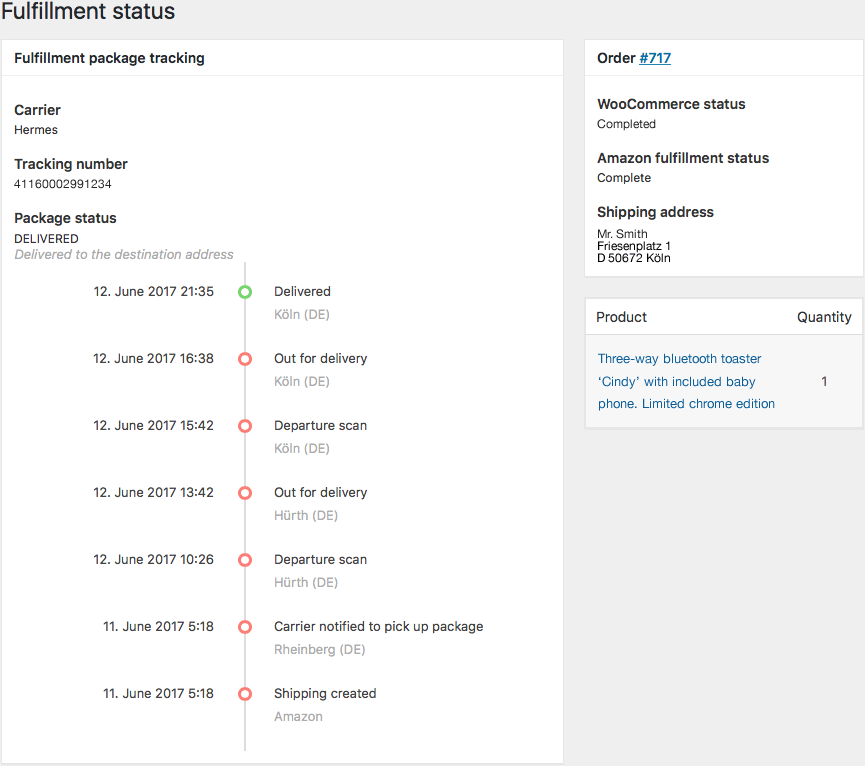 Fulfillment status
Fulfillment package tracking
Carrier
Hermes
Tracking number
41160002991234
Package status
DELIVERED
Delivered to the destination address
12. June 2017 21:35 Delivered
Köln (DE)
12. June 2017 16:38 Out for delivery
Köln (DE)
12. June 2017 15:42 Departure scan
Köln (DE)
12. June 2017 13:42 Out for delivery
Hürth (DE)
12. June 2017 10:26 Departure scan
Hürth (DE)
11. June 2017 5:18 Carrier notified to pick up package
Rheinberg (DE)
11. June 2017 5:18 Shipping created
Amazon
Order #717
WooCommerce status
Completed
Amazon fulfillment status
Complete
Shipping address
Mr. Smith
Friesenplatz 1
D 50672 Köln
Product Quantity
Three-way bluetooth toaster
‘Cindy’ with included baby 1
phone. Limited chrome edition